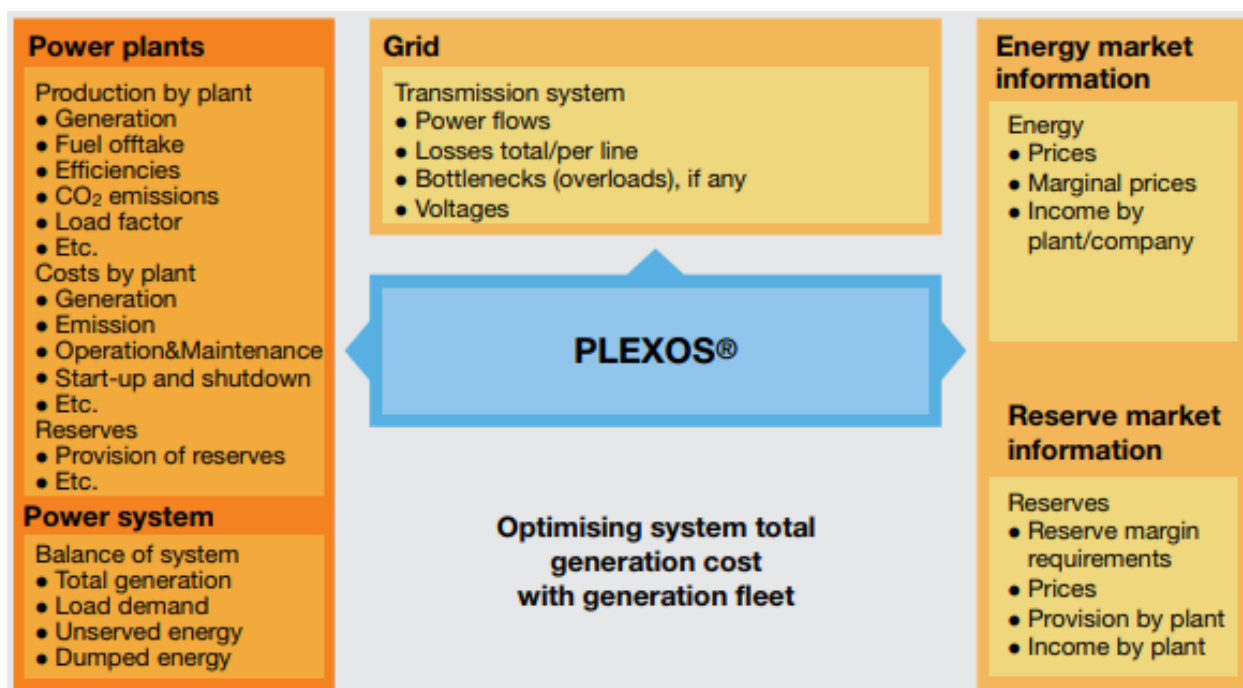 Power plants
Production by plant
● Generation
● Fuel offtake
● Efficiencies
● CO₂ emissions
● Load factor
● Etc.
Costs by plant
● Generation
● Emission
● Operation&Maintenance
● Start-up and shutdown
● Etc.
Reserves
● Provision of reserves
● Etc.
Power system
Balance of system
● Total generation
● Load demand
● Unserved energy
● Dumped energy
Grid
Transmission system
● Power flows
● Losses total/per line
● Bottlenecks (overloads), if any
● Voltages
PLEXOS®
Optimising system total
generation cost
with generation fleet
Energy market
information
Energy
● Prices
● Marginal prices
● Income by
plant/company
Reserve market
information
Reserves
● Reserve margin
requirements
● Prices
● Provision by plant
● Income by plant